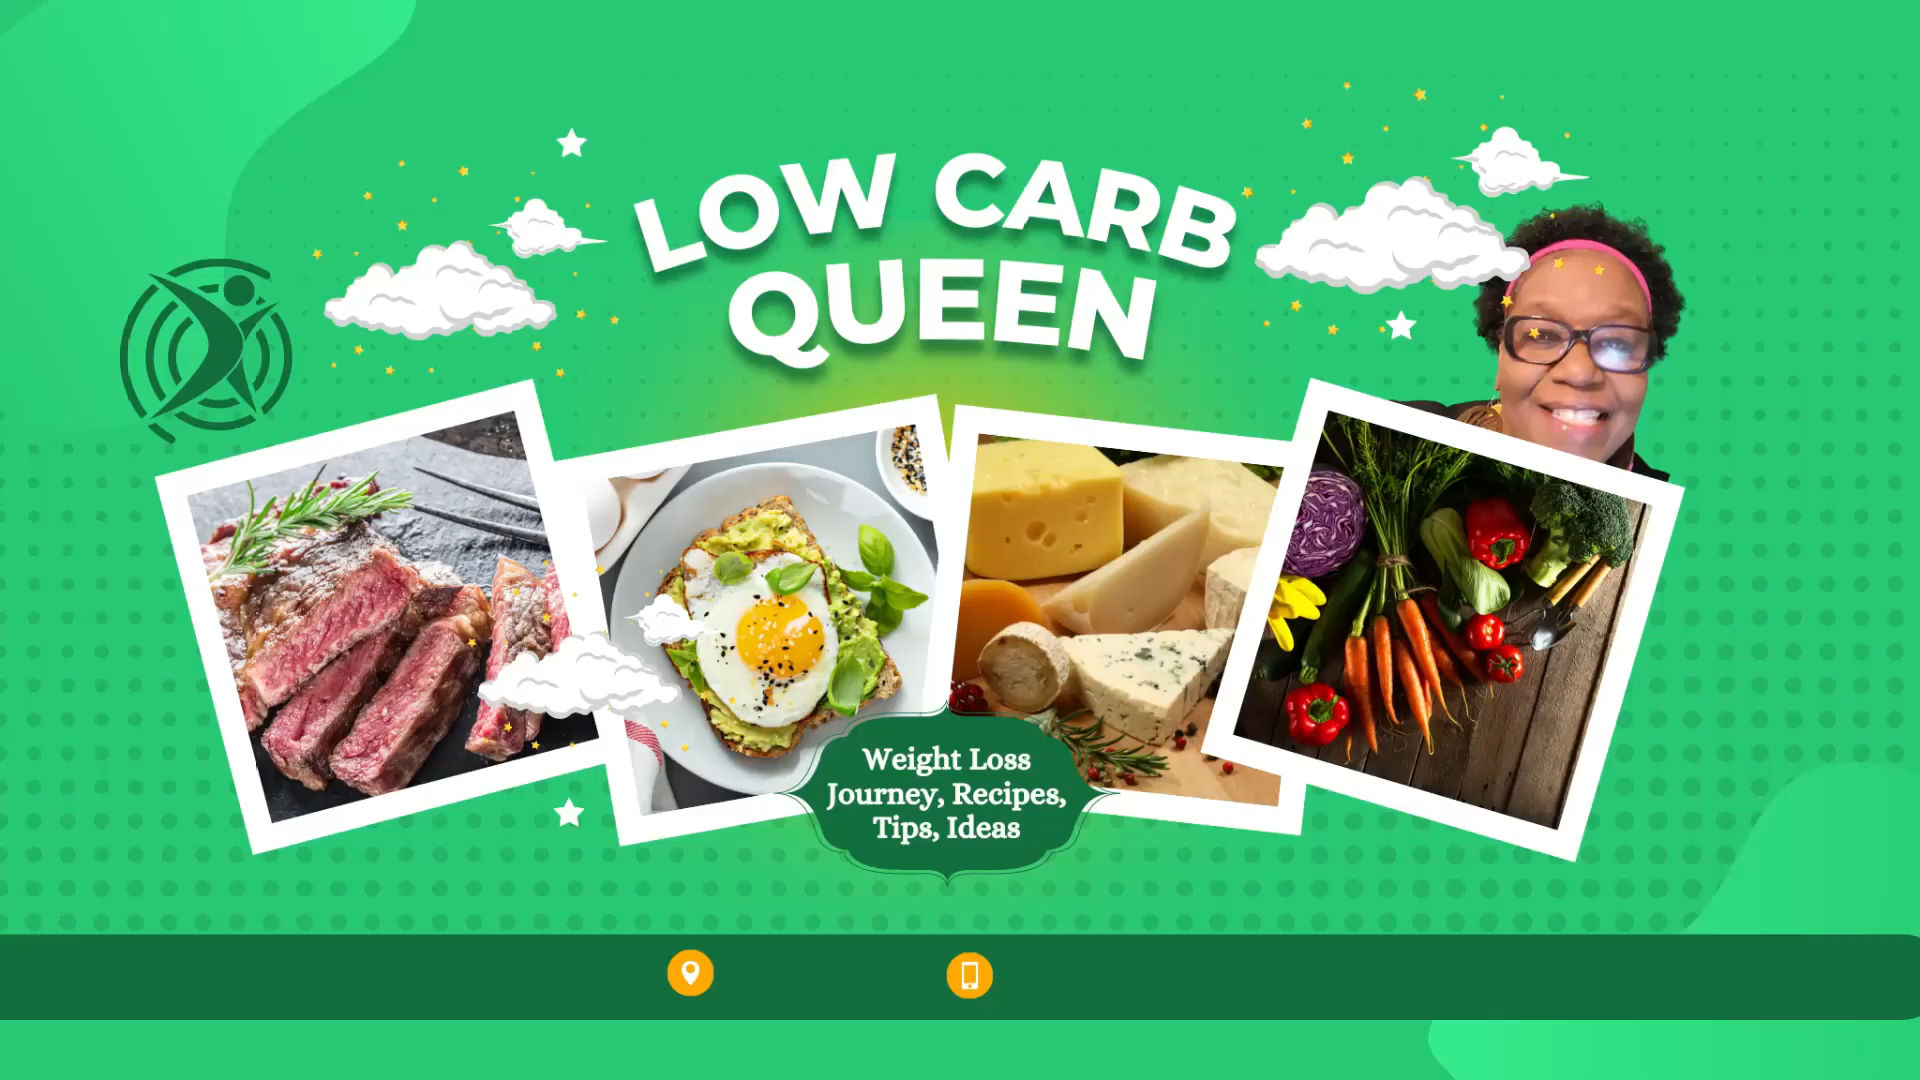 LOW CARB
QUEEN
Weight Loss
Journey, Recipes,
Tips, Ideas